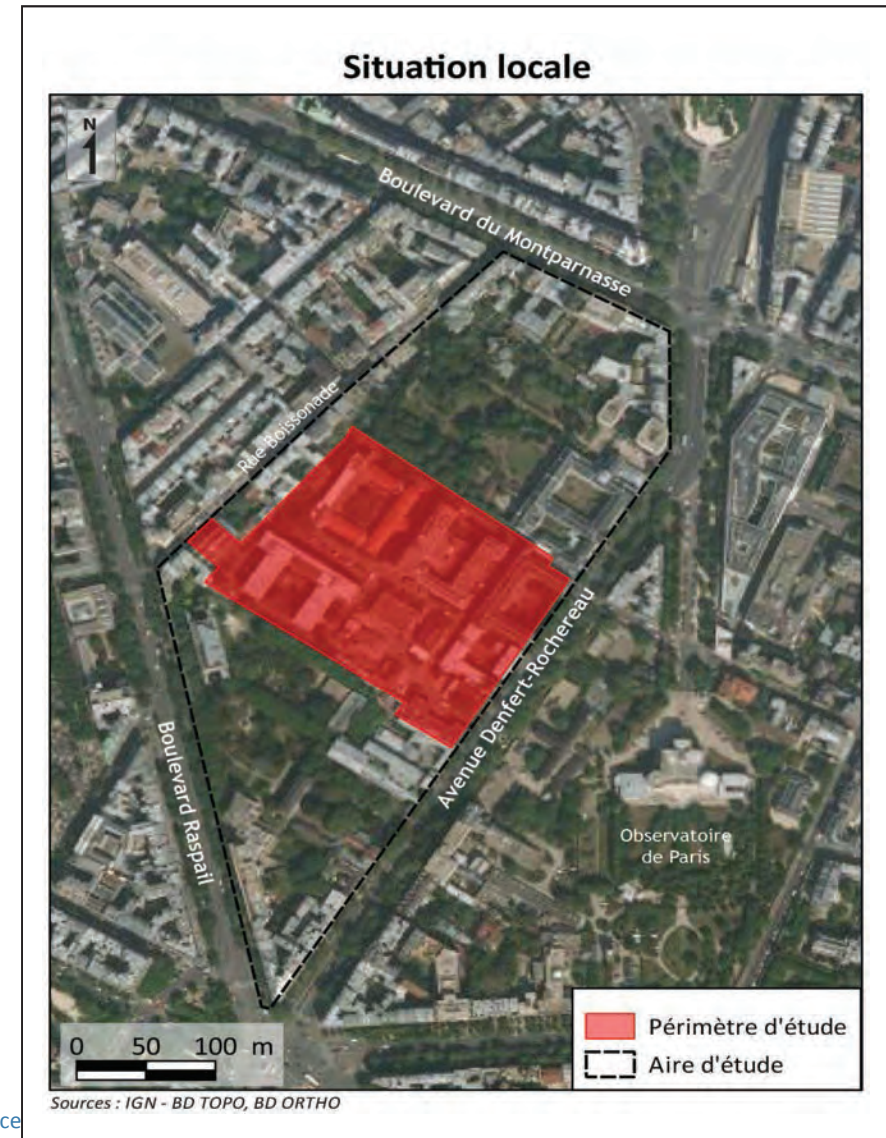 Situation locale
N
Boulevard du Montparnasse
Rue Boissonade
Boulevard Raspail
Avenue Denfert-Rochereau
Observatoire
de Paris
0 50 100 m
Périmètre d'étude
Aire d'étude
Sources : IGN - BD TOPO, BD ORTHO
ce